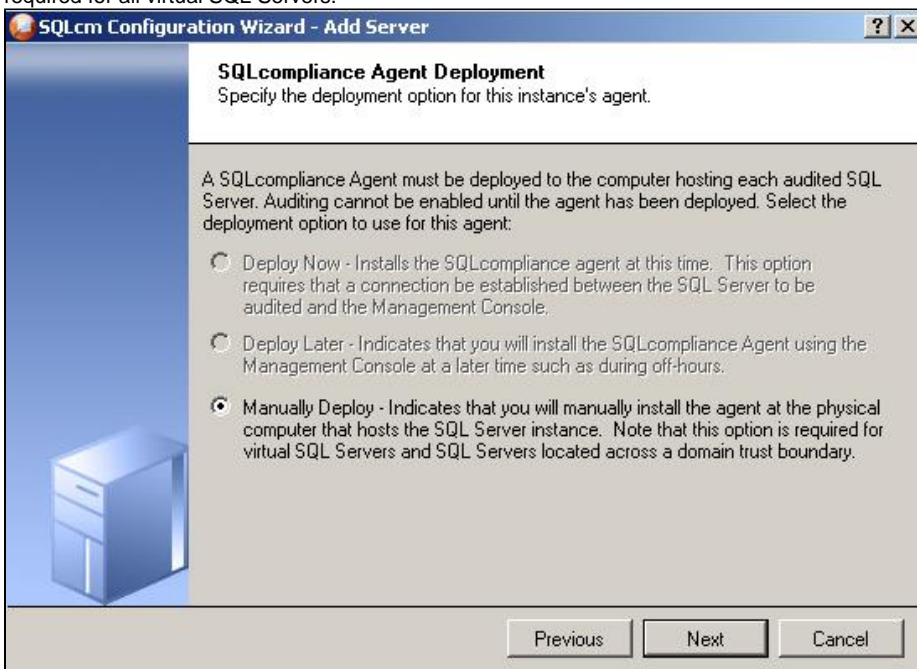 required for all virtual SQL Servers.
SQLcm Configuration Wizard - Add Server
SQLcompliance Agent Deployment
Specify the deployment option for this instance's agent.
A SQLcompliance Agent must be deployed to the computer hosting each audited SQL
Server. Auditing cannot be enabled until the agent has been deployed. Select the
deployment option to use for this agent:
Deploy Now - Installs the SQLcompliance agent at this time. This option
requires that a connection be established between the SQL Server to be
audited and the Management Console.
Deploy Later - Indicates that you will install the SQLcompliance Agent using the
Management Console at a later time such as during off-hours.
Manually Deploy - Indicates that you will manually install the agent at the physical
computer that hosts the SQL Server instance. Note that this option is required for
virtual SQL Servers and SQL Servers located across a domain trust boundary.
Previous Next Cancel